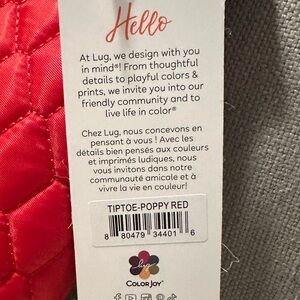 Hello
At Lug, we design with you
in mind®! From thoughtful
details to playful colors &
prints, we invite you into our
friendly community and to
live life in color®
Chez Lug, nous concevons en
pensant à vous ! Avec les
détails bien pensés aux couleurs
et imprimés ludiques, nous
vous invitons dans notre
communauté amicale et à
vivre la vie en couleur!
TIPTOE-POPPY RED
8 80479 34401 6
COLORJOY